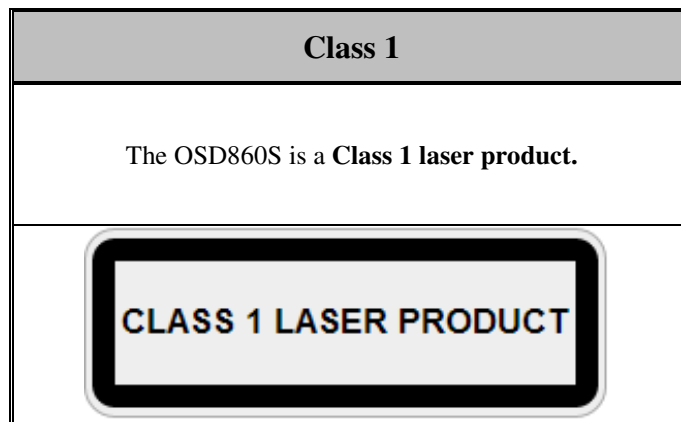 Class 1
The OSD860S is a Class 1 laser product.
CLASS 1 LASER PRODUCT